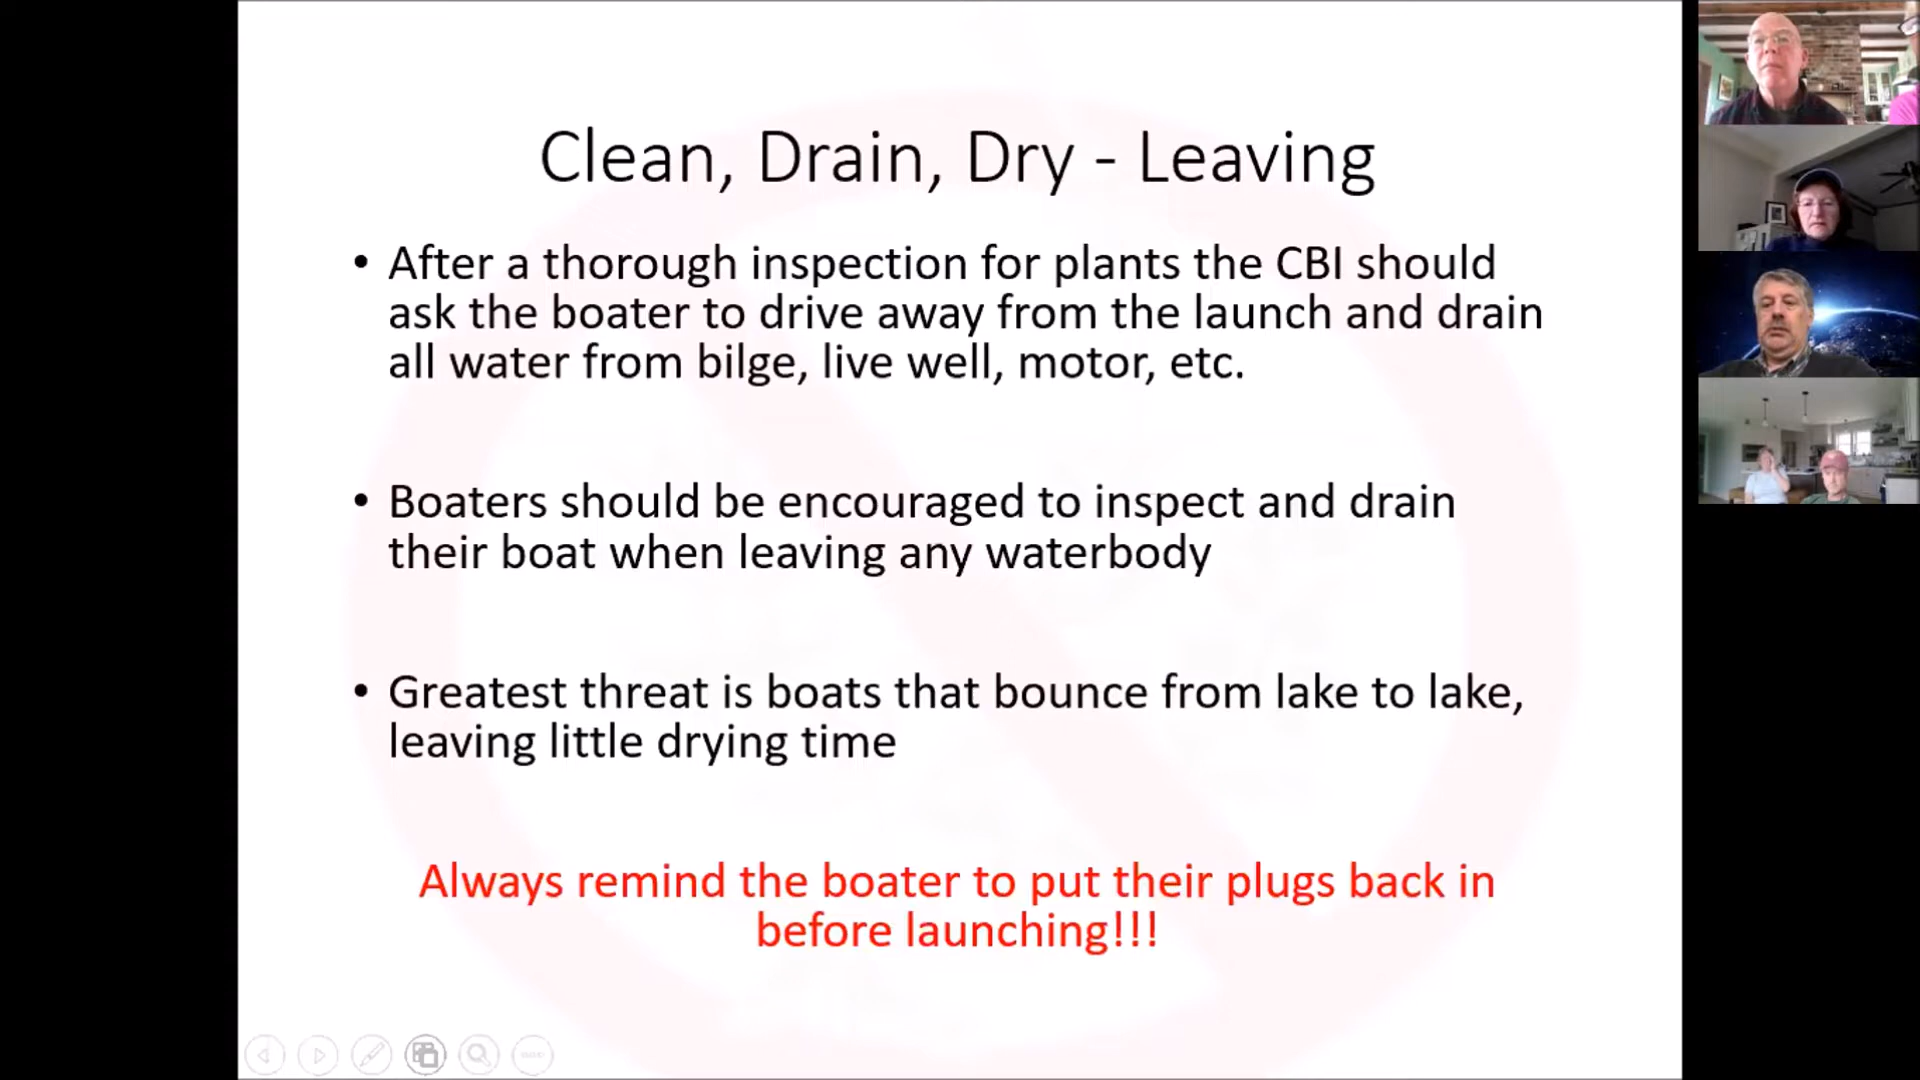 Clean, Drain, Dry - Leaving
• After a thorough inspection for plants the CBI should
ask the boater to drive away from the launch and drain
all water from bilge, live well, motor, etc.
• Boaters should be encouraged to inspect and drain
their boat when leaving any waterbody
• Greatest threat is boats that bounce from lake to lake,
leaving little drying time
Always remind the boater to put their plugs back in
before launching!!!